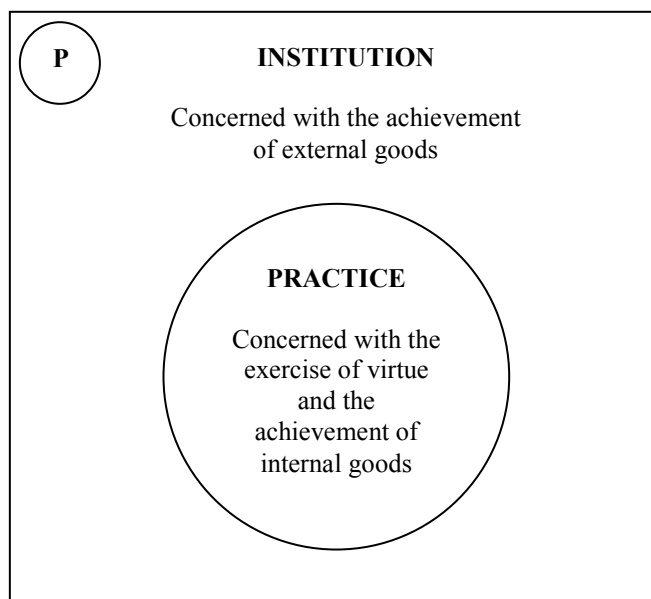 P
INSTITUTION
Concerned with the achievement
of external goods
PRACTICE
Concerned with the
exercise of virtue
and the
achievement of
internal goods